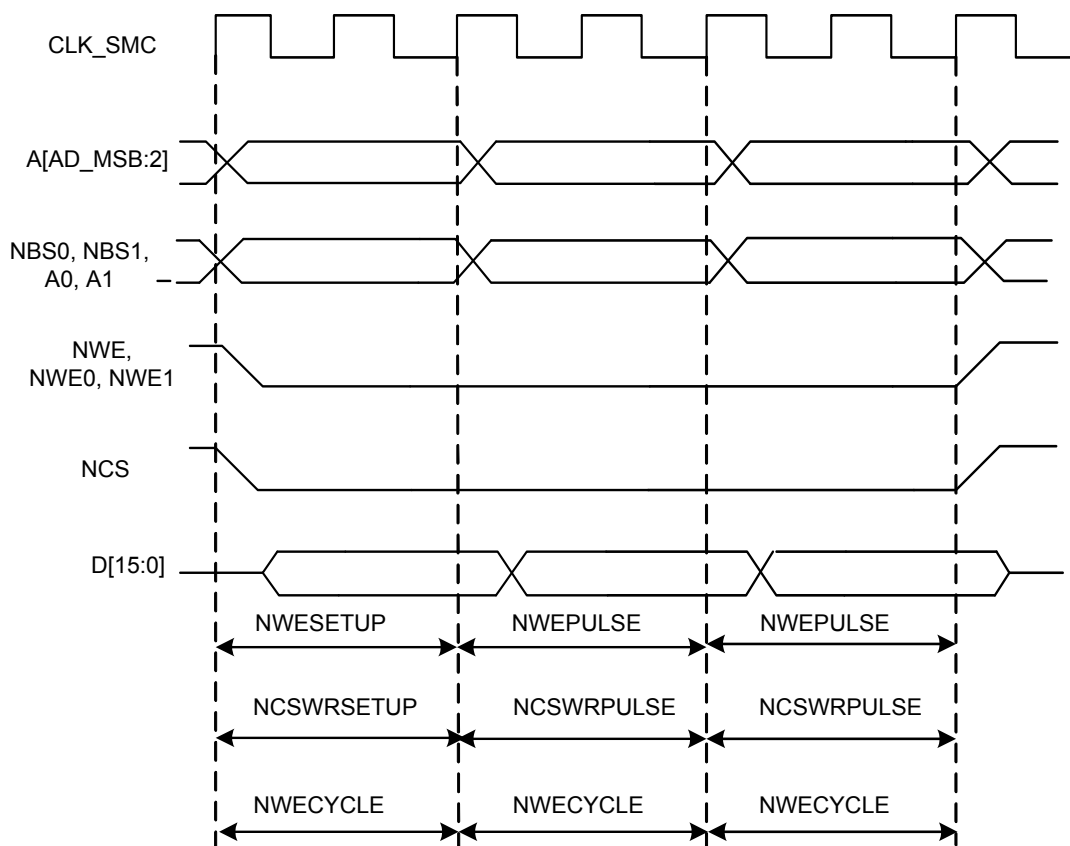 CLK_SMC
A[AD_MSB:2]
NBS0, NBS1,
A0, A1
NWE,
NWE0, NWE1
NCS
D[15:0]
NWESETUP NWEPULSE NWEPULSE
NCSWRSETUP NCSWRPULSE NCSWRPULSE
NWECYCLE NWECYCLE NWECYCLE